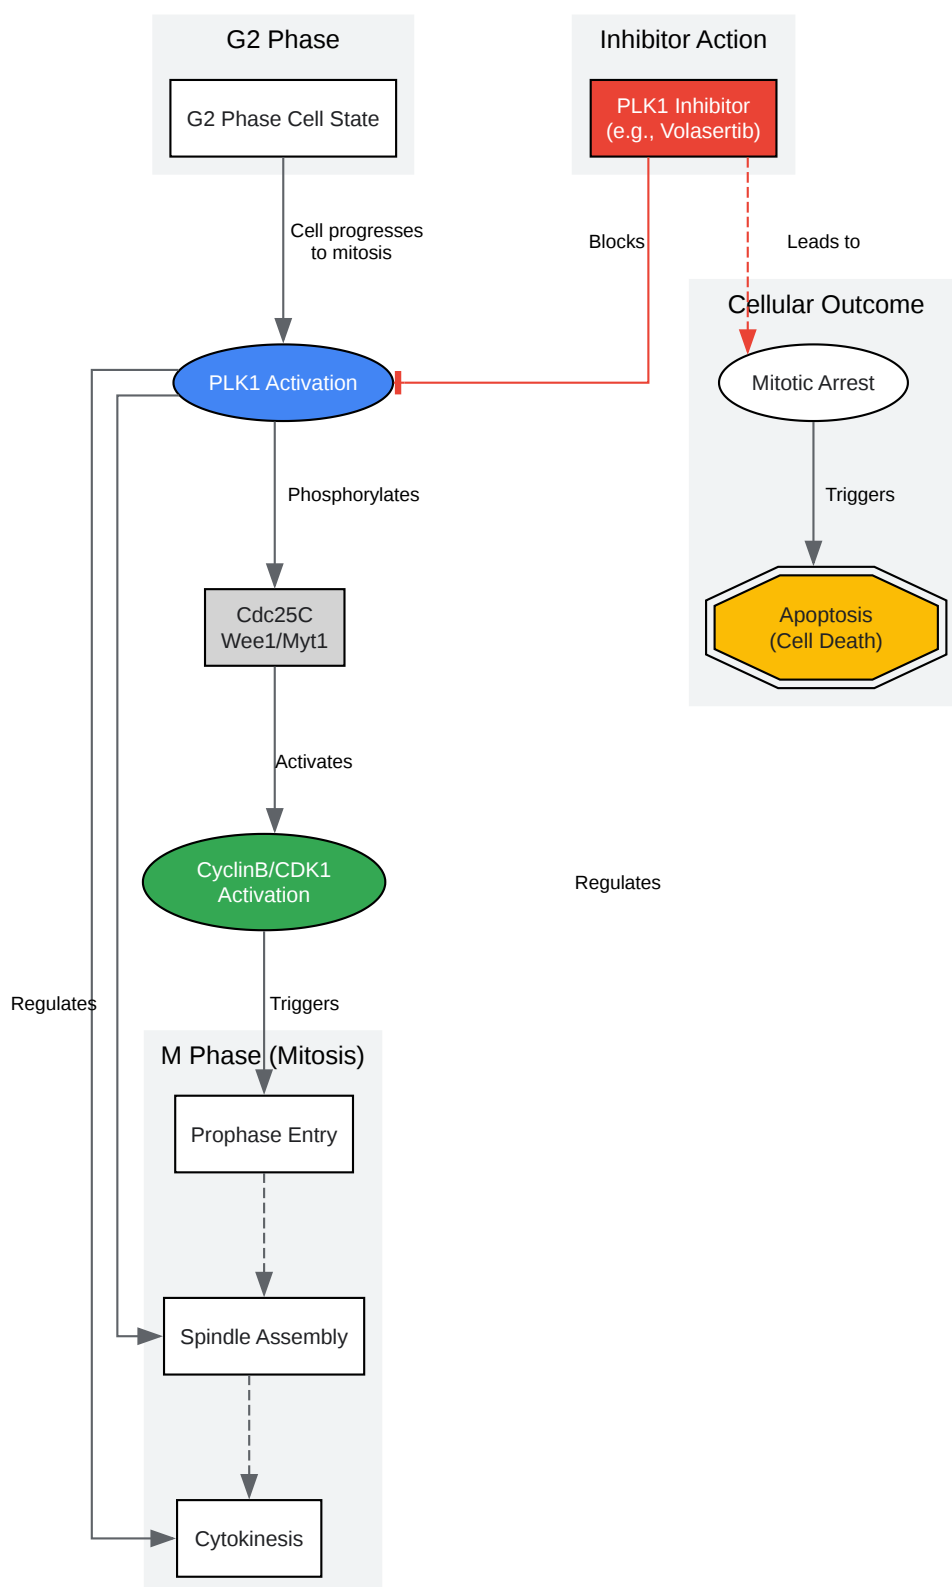 G2 Phase
Inhibitor Action
G2 Phase Cell State
PLK1 Inhibitor
(e.g., Volasertib)
Cell progresses
to mitosis
Blocks
Leads to
Cellular Outcome
PLK1 Activation
Mitotic Arrest
Phosphorylates
Triggers
Cdc25C
Wee1/Myt1
Apoptosis
(Cell Death)
Activates
CyclinB/CDK1
Activation
Regulates
Regulates
Triggers
M Phase (Mitosis)
Prophase Entry
Spindle Assembly
Cytokinesis